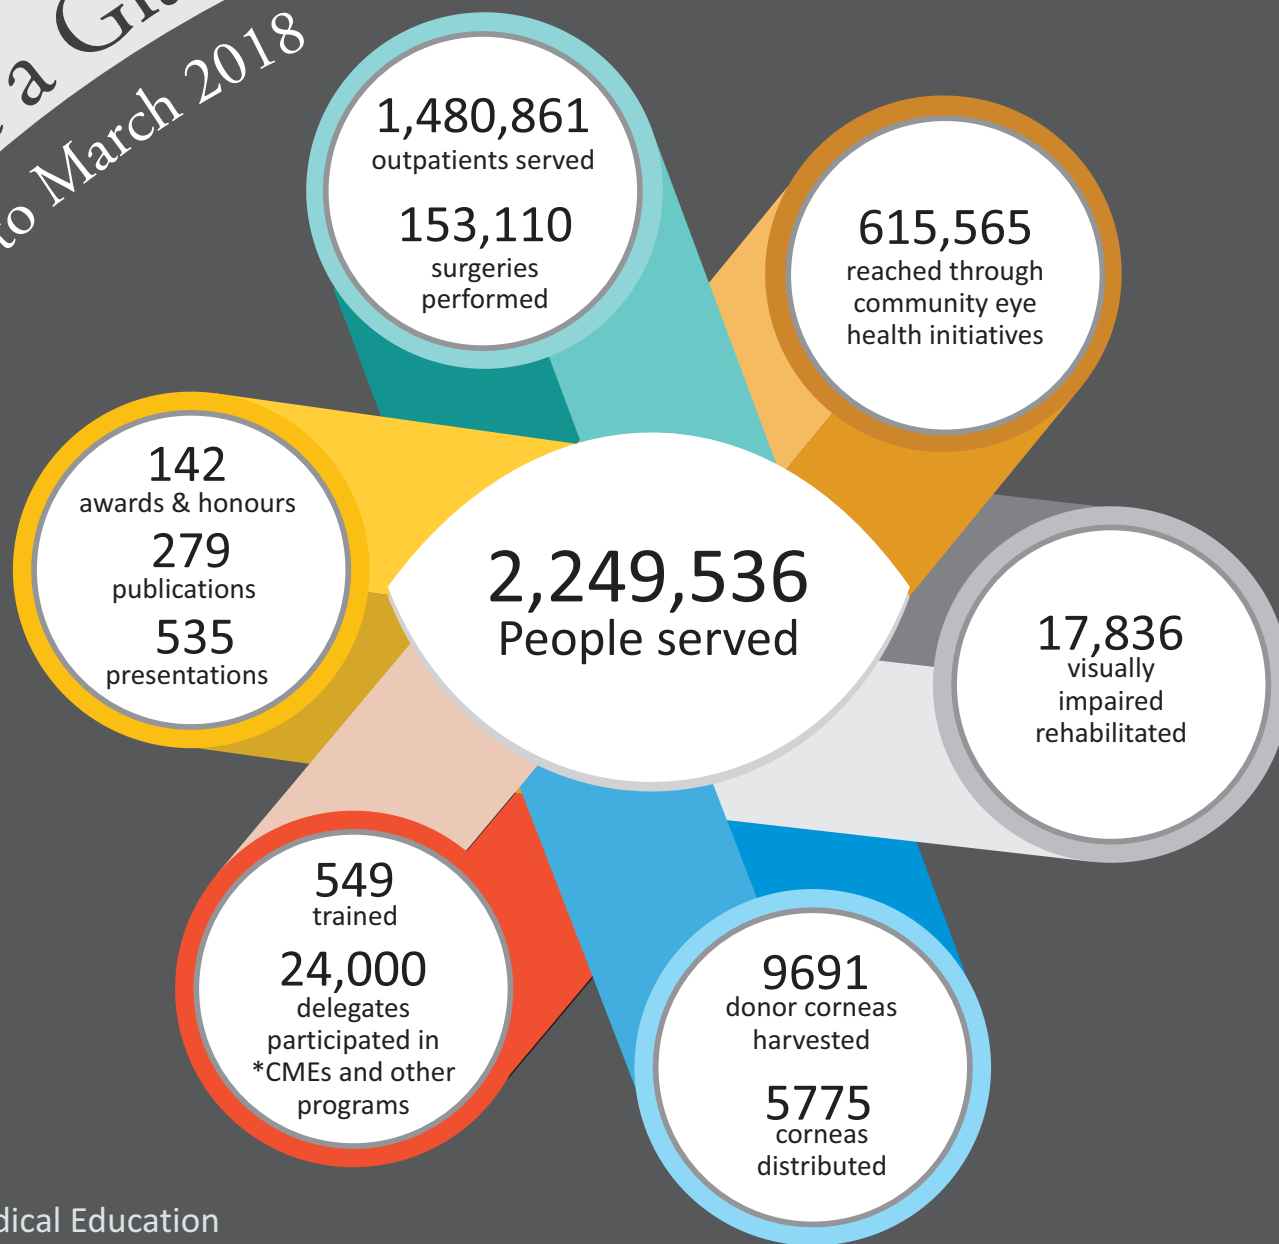 a
to March 2018
1,480,861
outpatients served
153,110
surgeries
performed
615,565
reached through
community eye
health initiatives
142
awards & honours
279
publications
535
presentations
2,249,536
People served
17,836
visually
impaired
rehabilitated
549
trained
24,000
delegates
participated in
*CMEs and other
programs
9691
donor corneas
harvested
5775
corneas
distributed
Education